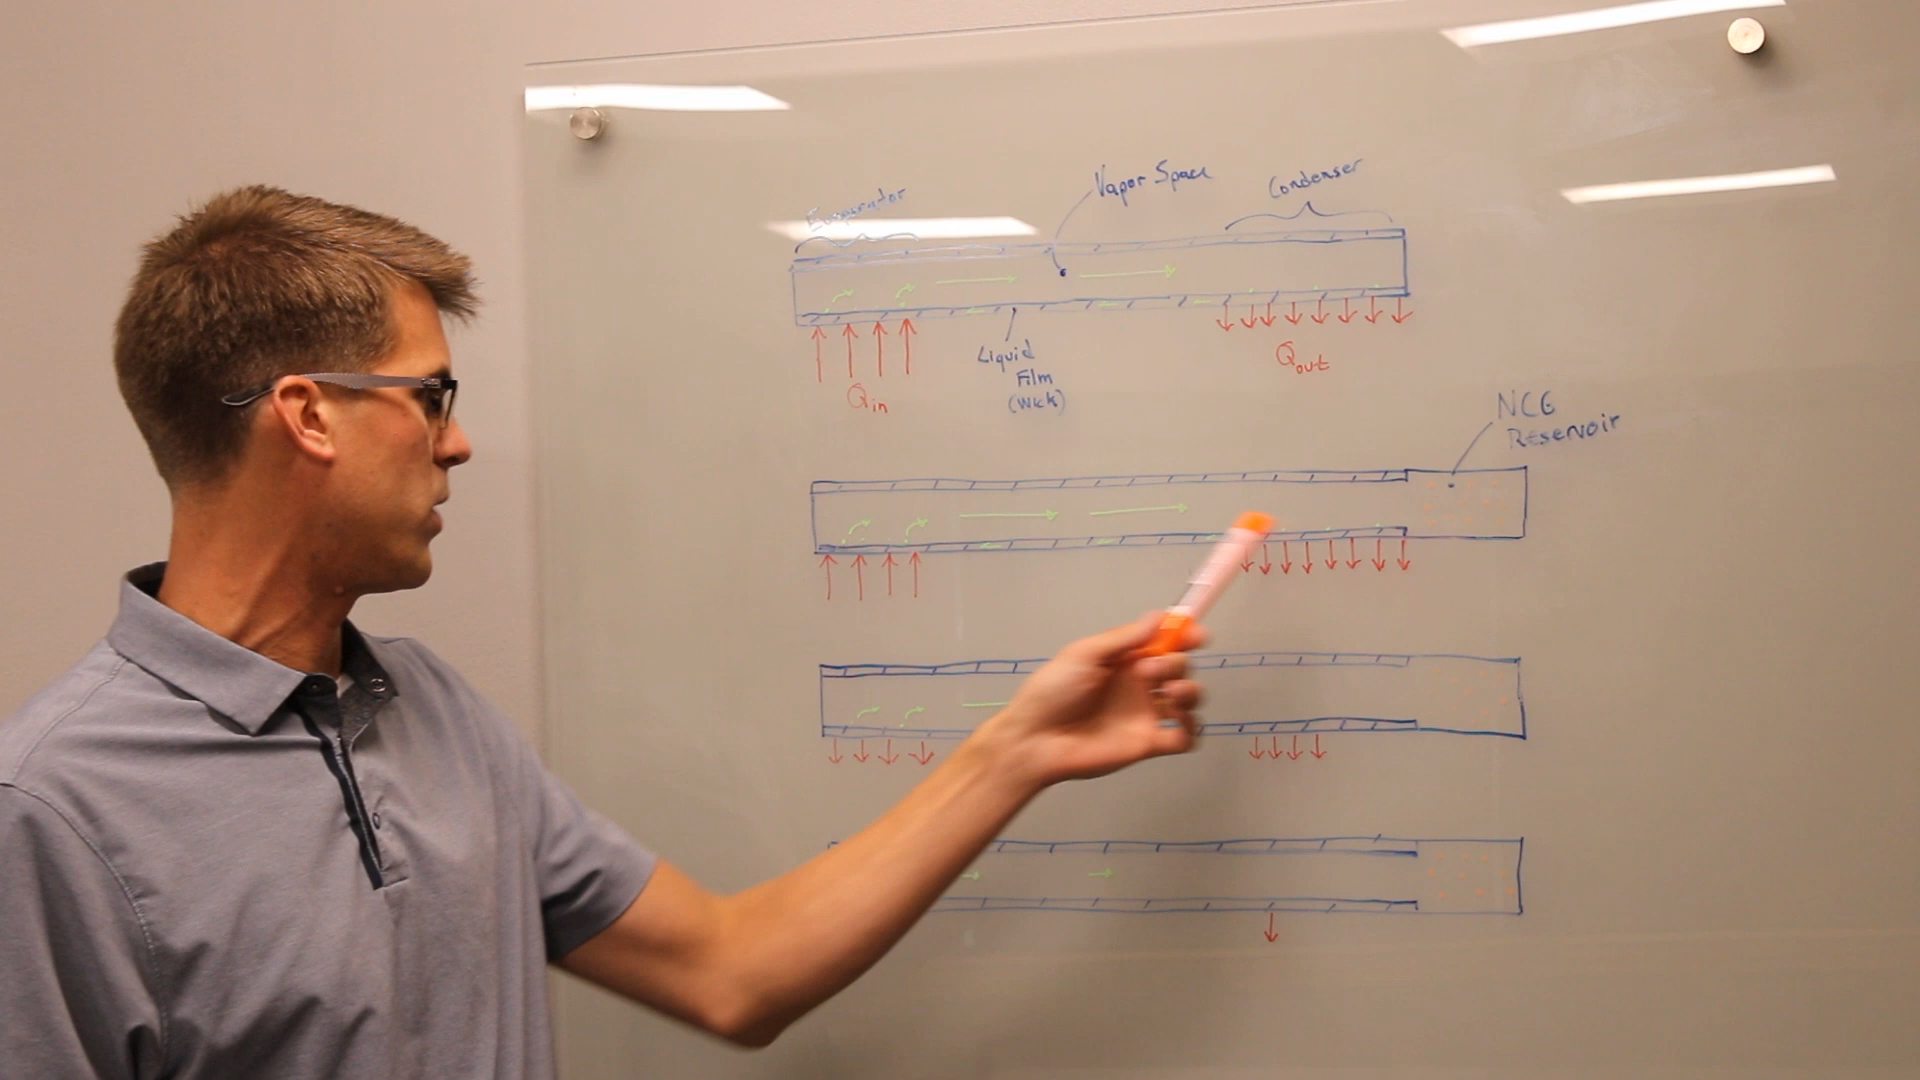 Evaporator
Vapor Space
Condenser
Liquid
Film
(Wick)
Qin
Qout
NCG
Reservoir